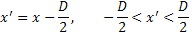 x' = x − D/2,   −D/2 < x' < D/2